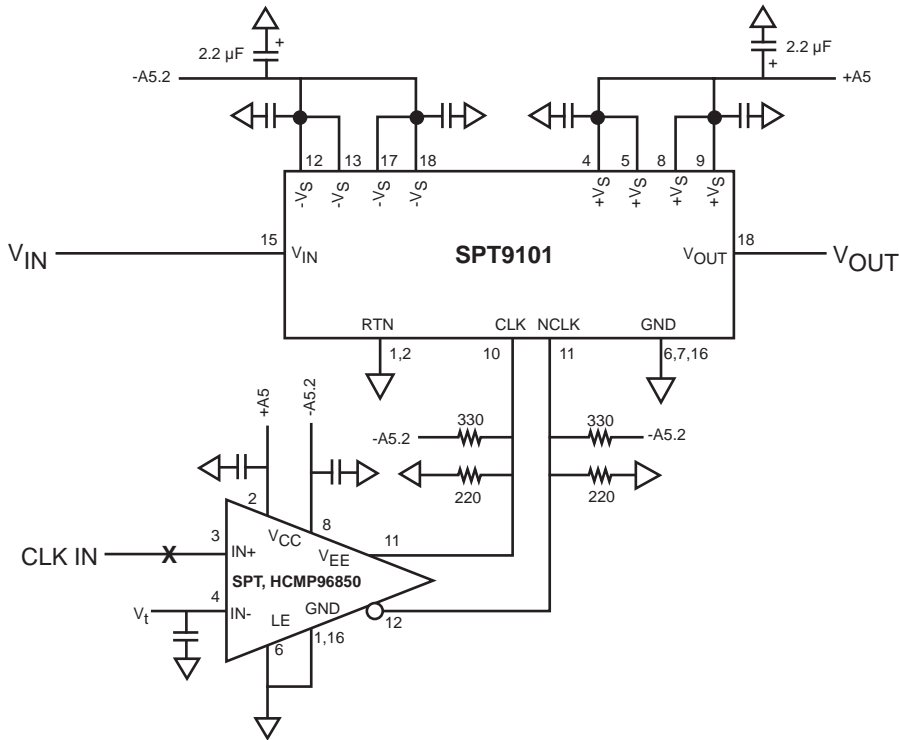 2.2 µF
+
2.2 µF
+
-A5.2
+A5
12 13 17 18 4 5 8 9
-VS -VS -VS -VS +VS +VS +VS +VS
VIN 15 VIN SPT9101 VOUT 18 VOUT
RTN CLK NCLK GND
1,2 10 11 6,7,16
+A5 -A5.2
330 330
-A5.2 -A5.2
220 220
2 8
VCC
3 11
CLK IN X IN+ VEE
SPT, HCMP96850
4
Vt IN- GND
LE 12
1,16
6